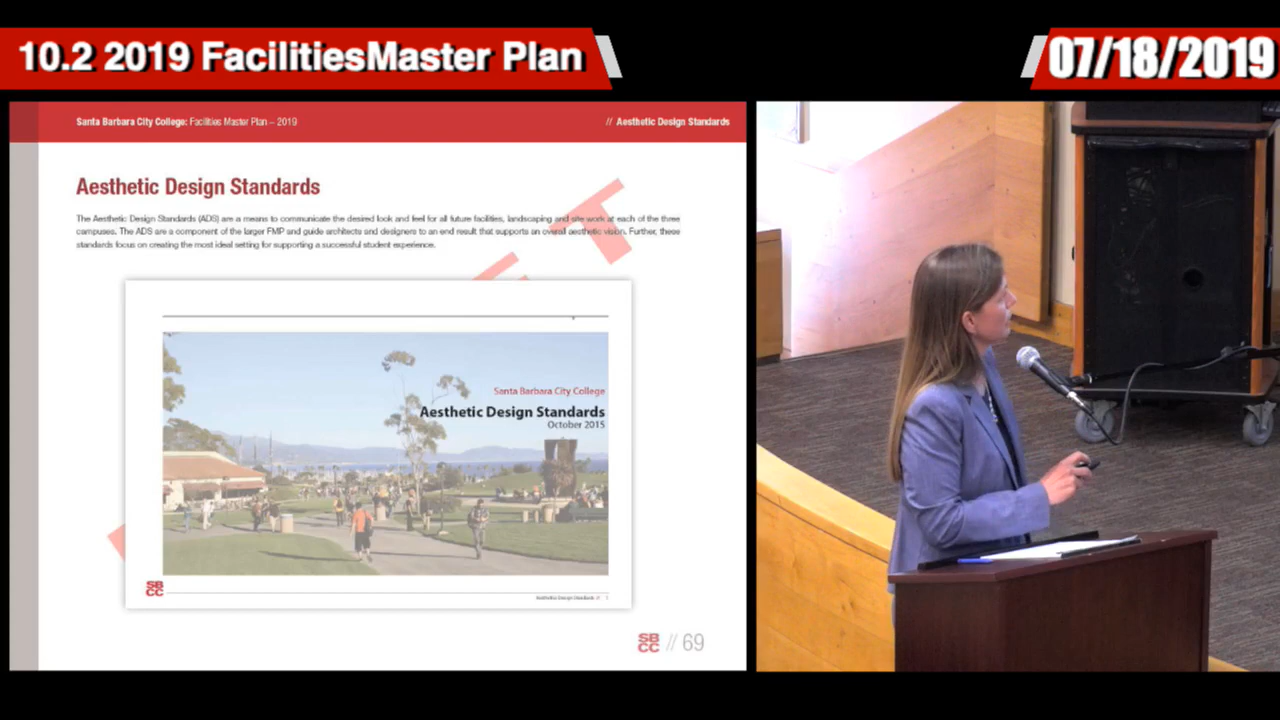 10.2 2019 FacilitiesMaster Plan
07/18/2019
Santa Barbara City College: Facilities Master Plan – 2019
// Aesthetic Design Standards
Aesthetic Design Standards
The Aesthetic Design Standards (ADS) are a means to communicate the desired look and feel for all future facilities, landscaping and site work at each of the three
campuses. The ADS are a component of the larger FMP and guide architects and designers to an end result that supports an overall aesthetic vision. Further, these
standards focus on creating the most ideal setting for supporting a successful student experience.
Santa Barbara City College
Aesthetic Design Standards
October 2015
SB
CC
Aesthetic Design Standards //
SB
CC // 69